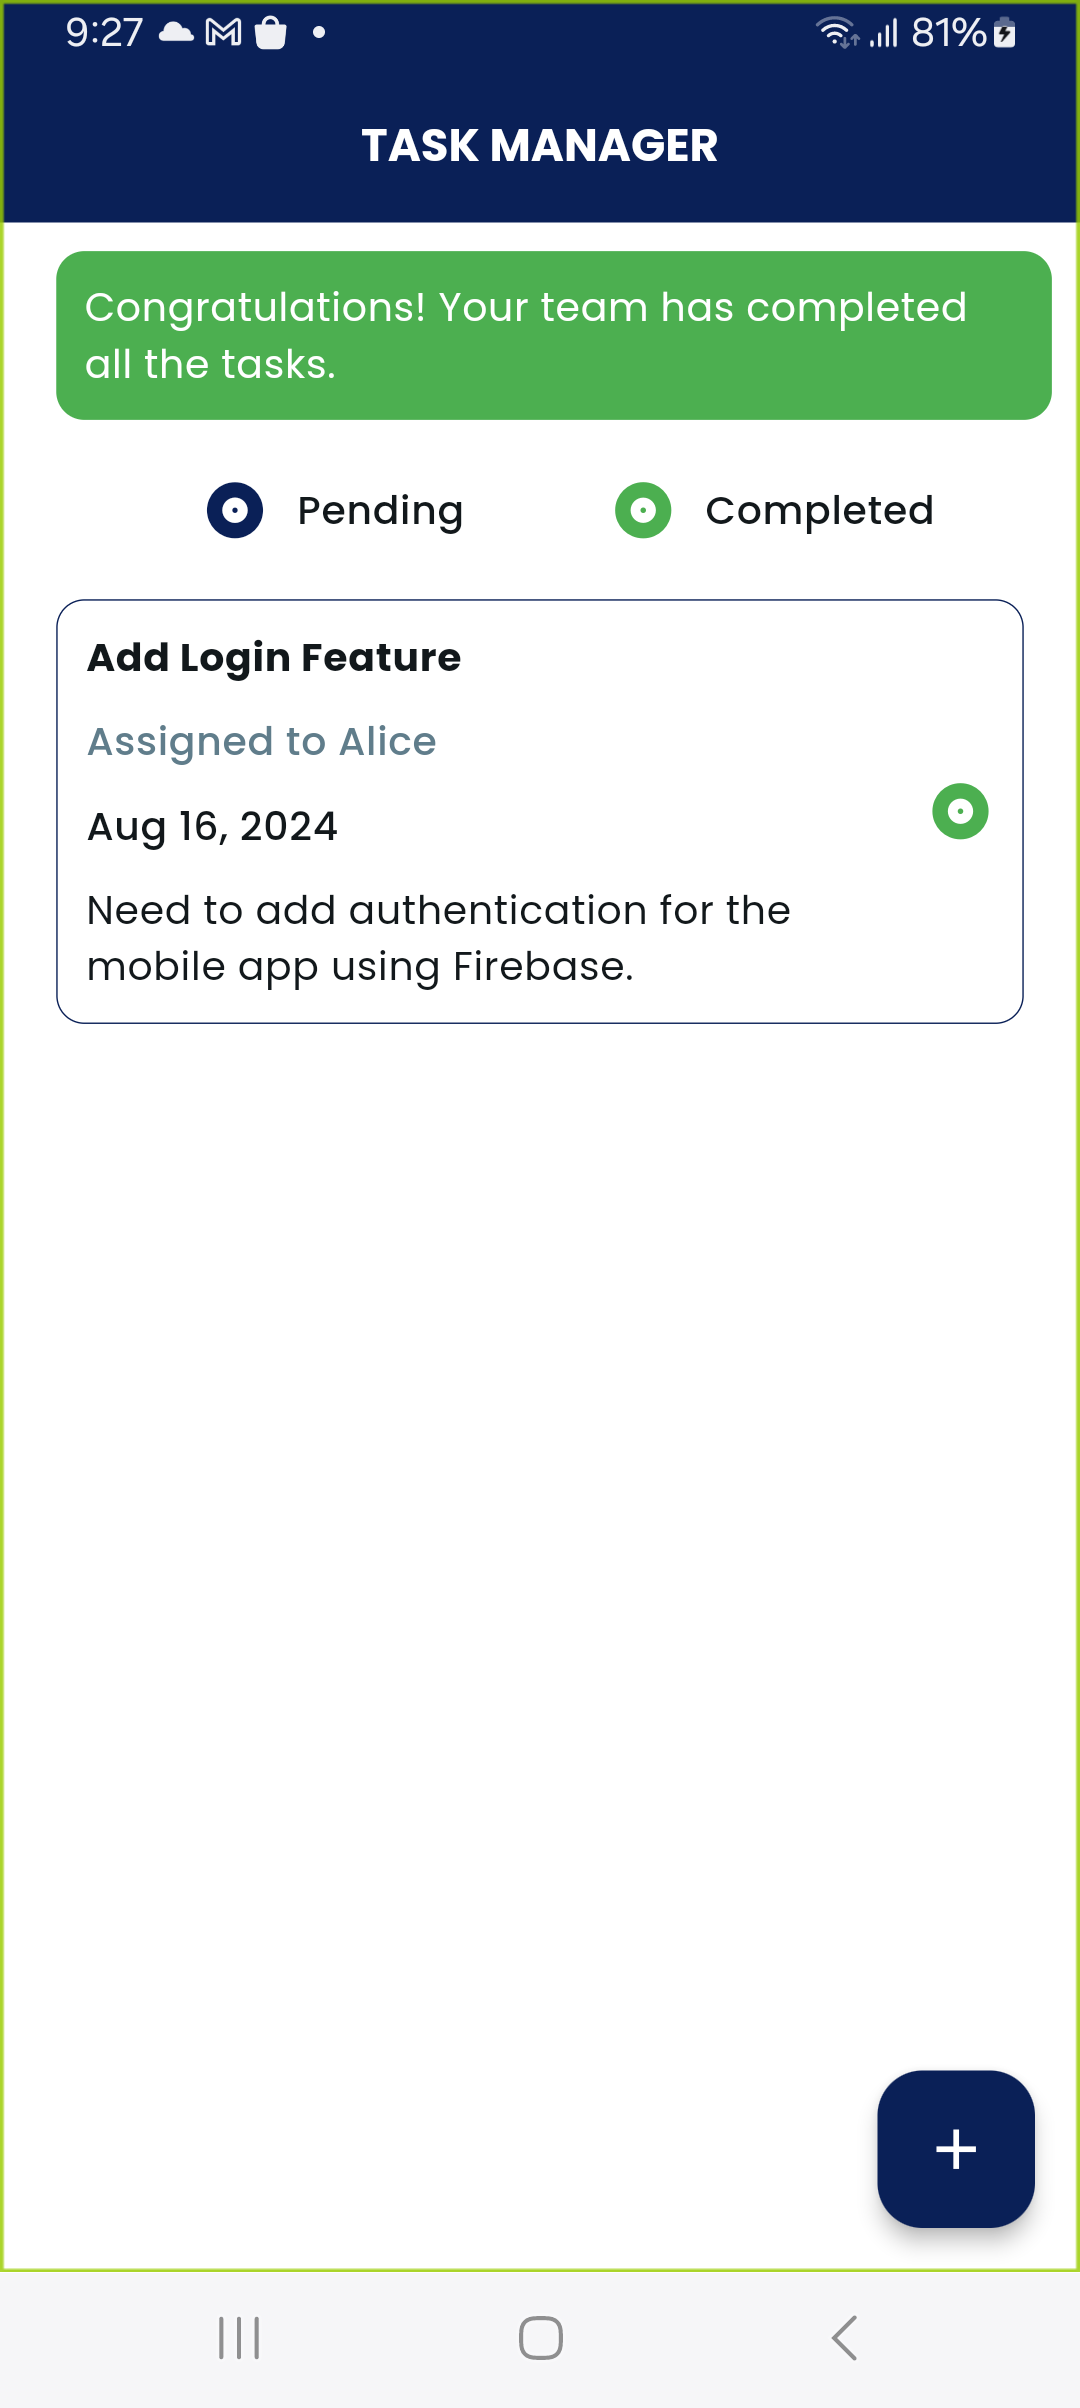 9:27
81%
TASK MANAGER
Congratulations! Your team has completed
all the tasks.
Pending
Completed
Add Login Feature
Assigned to Alice
Aug 16, 2024
Need to add authentication for the
mobile app using Firebase.